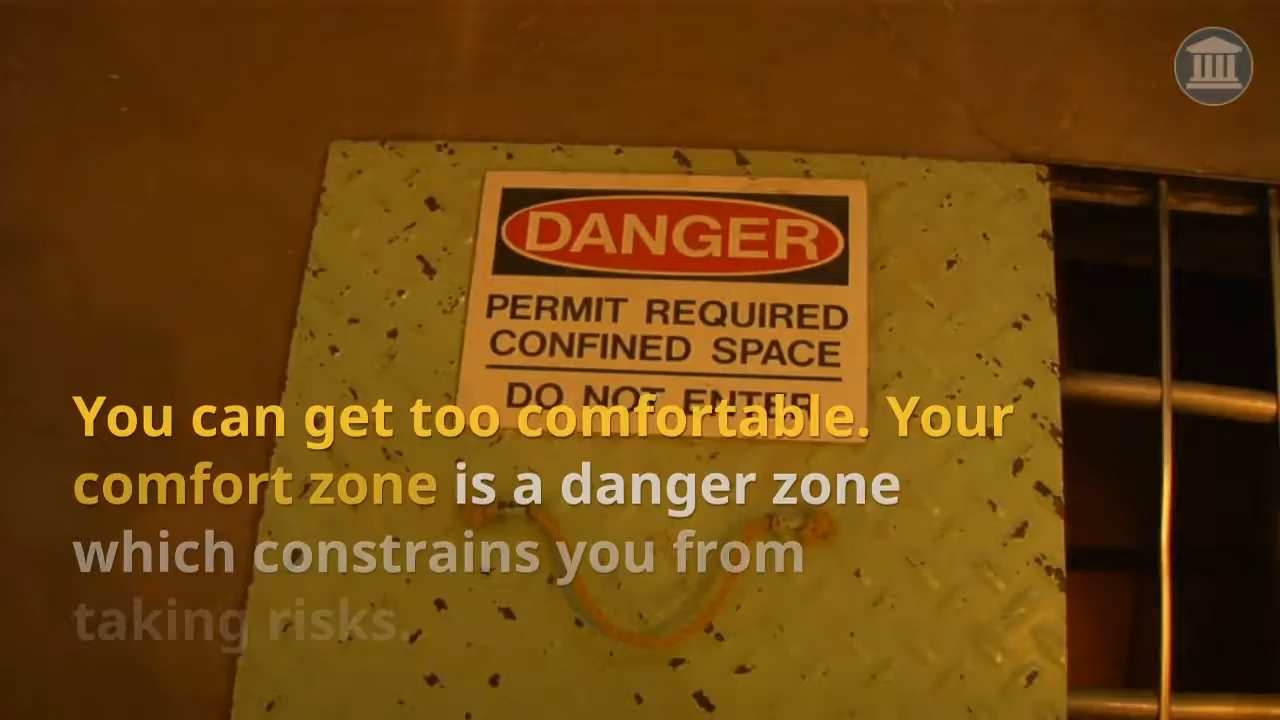 DANGER
PERMIT REQUIRED
CONFINED SPACE
DO NOT ENTER
You can get too comfortable. Your
comfort zone is a danger zone
which constrains you from
taking risks.